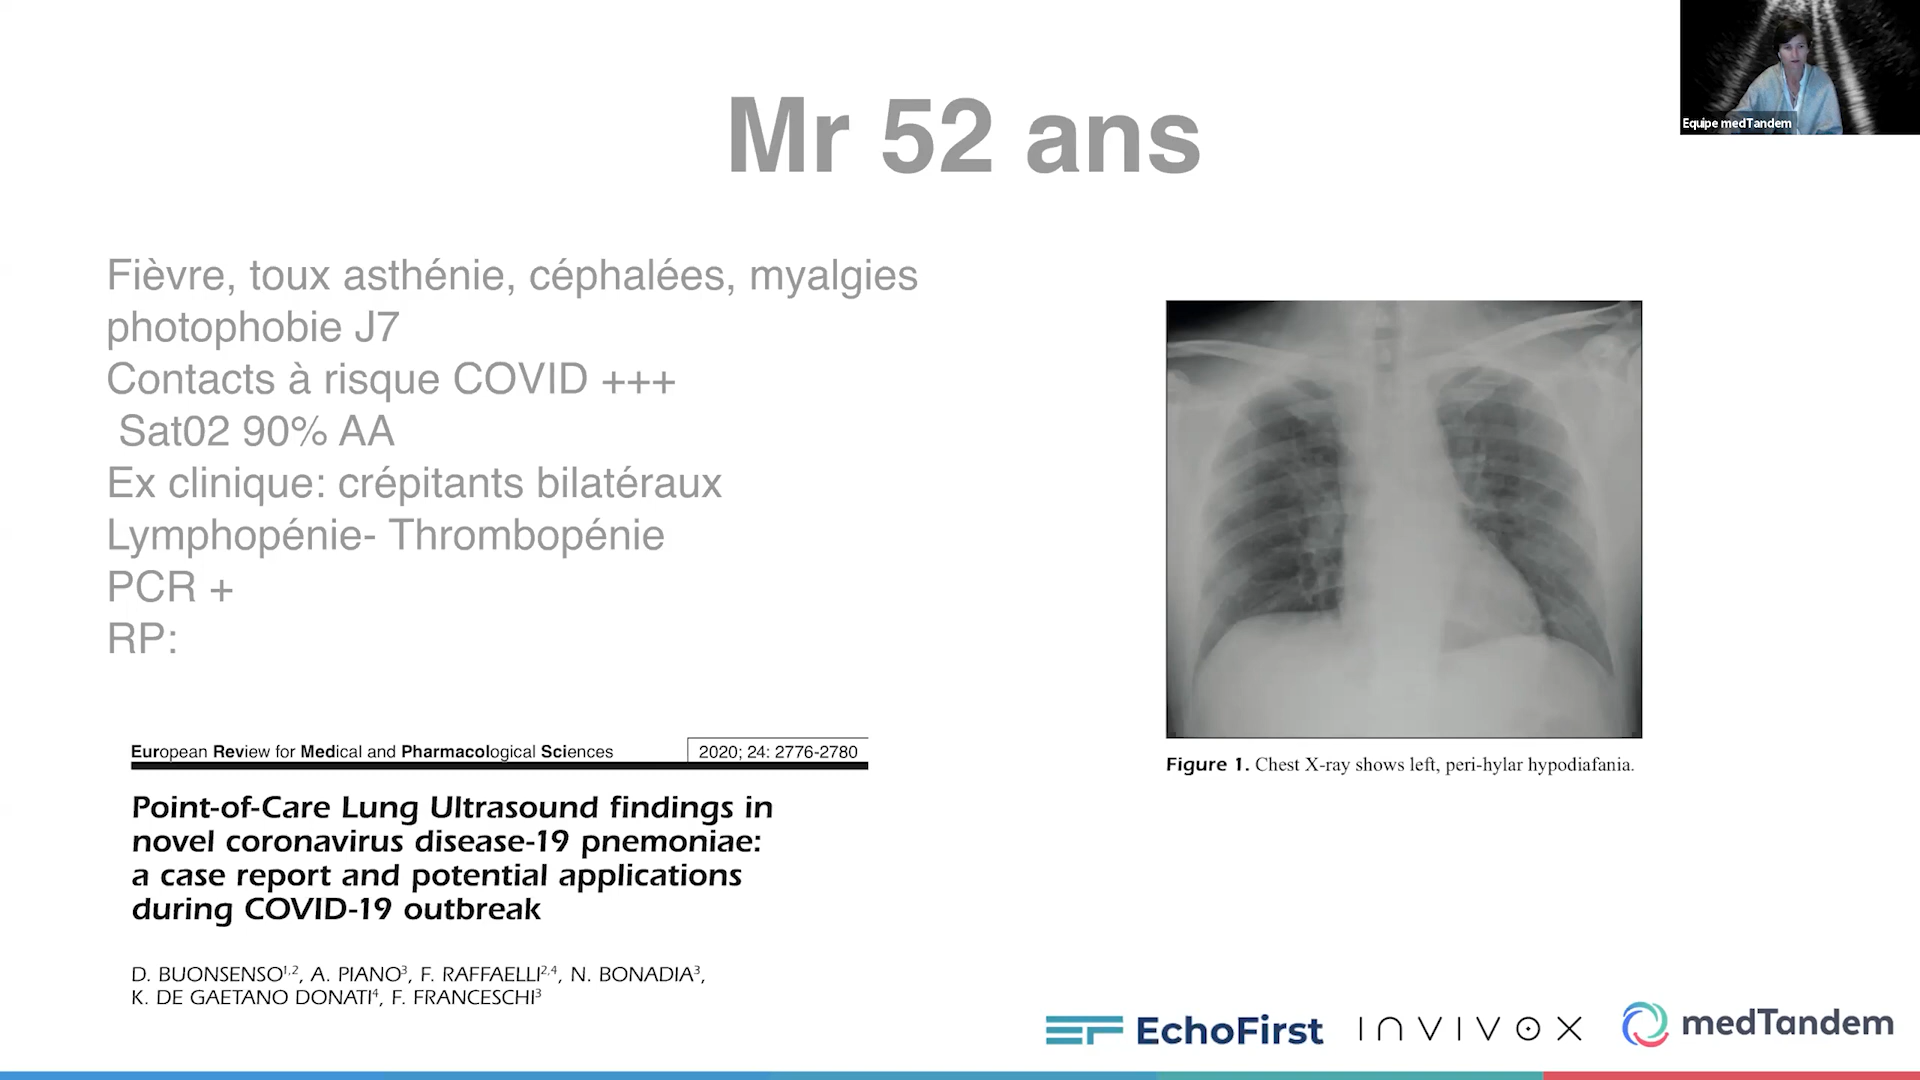 Equipe medTandem
Mr 52 ans
Fièvre, toux asthénie, céphalées, myalgies
photophobie J7
Contacts à risque COVID +++
Sat02 90% AA
Ex clinique: crépitants bilatéraux
Lymphopénie- Thrombopénie
PCR +
RP:
European Review for Medical and Pharmacological Sciences
2020; 24: 2776-2780
Point-of-Care Lung Ultrasound findings in
novel coronavirus disease-19 pnemoniae:
a case report and potential applications
during COVID-19 outbreak
D. BUONSENSO1,2, A. PIANO3, F. RAFFAELLI2,4, N. BONADIA3,
K. DE GAETANO DONATI4, F. FRANCESCHI3
Figure 1. Chest X-ray shows left, peri-hylar hypodiafania.
EchoFirst
INVIVOX
medTandem